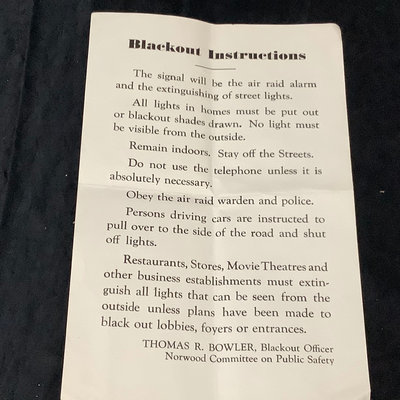 Blackout Instructions
The signal will be the air raid alarm
and the extinguishing of street lights.
All lights in homes must be put out
or blackout shades drawn. No light must
be visible from the outside.
Remain indoors. Stay off the Streets.
Do not use the telephone unless it is
absolutely necessary.
Obey the air raid warden and police.
Persons driving cars are instructed to
pull over to the side of the road and shut
off lights.
Restaurants, Stores, Movie Theatres and
other business establishments must extin-
guish all lights that can be seen from the
outside unless plans have been made to
black out lobbies, foyers or entrances.
THOMAS R. BOWLER, Blackout Officer
Norwood Committee on Public Safety